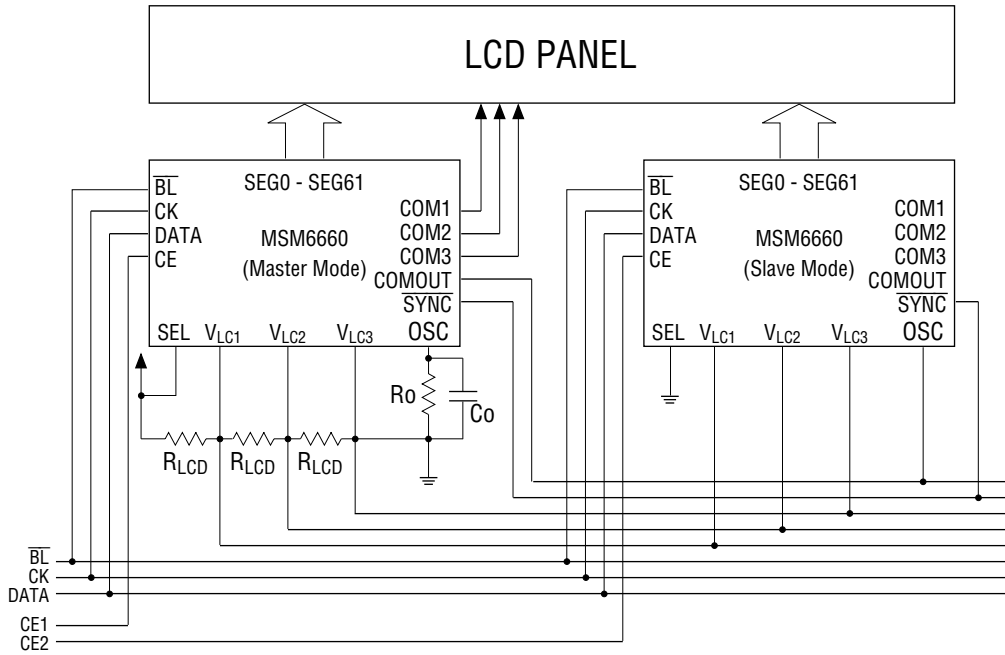 LCD PANEL
SEG0 - SEG61
BL
CK
DATA
CE
MSM6660
(Master Mode)
COM1
COM2
COM3
COMOUT
SYNC
SEL
VLC1
VLC2
VLC3
OSC
SEG0 - SEG61
BL
CK
DATA
CE
MSM6660
(Slave Mode)
COM1
COM2
COM3
COMOUT
SYNC
SEL
VLC1
VLC2
VLC3
OSC
Ro
Co
RLCD
RLCD
RLCD
BL
CK
DATA
CE1
CE2